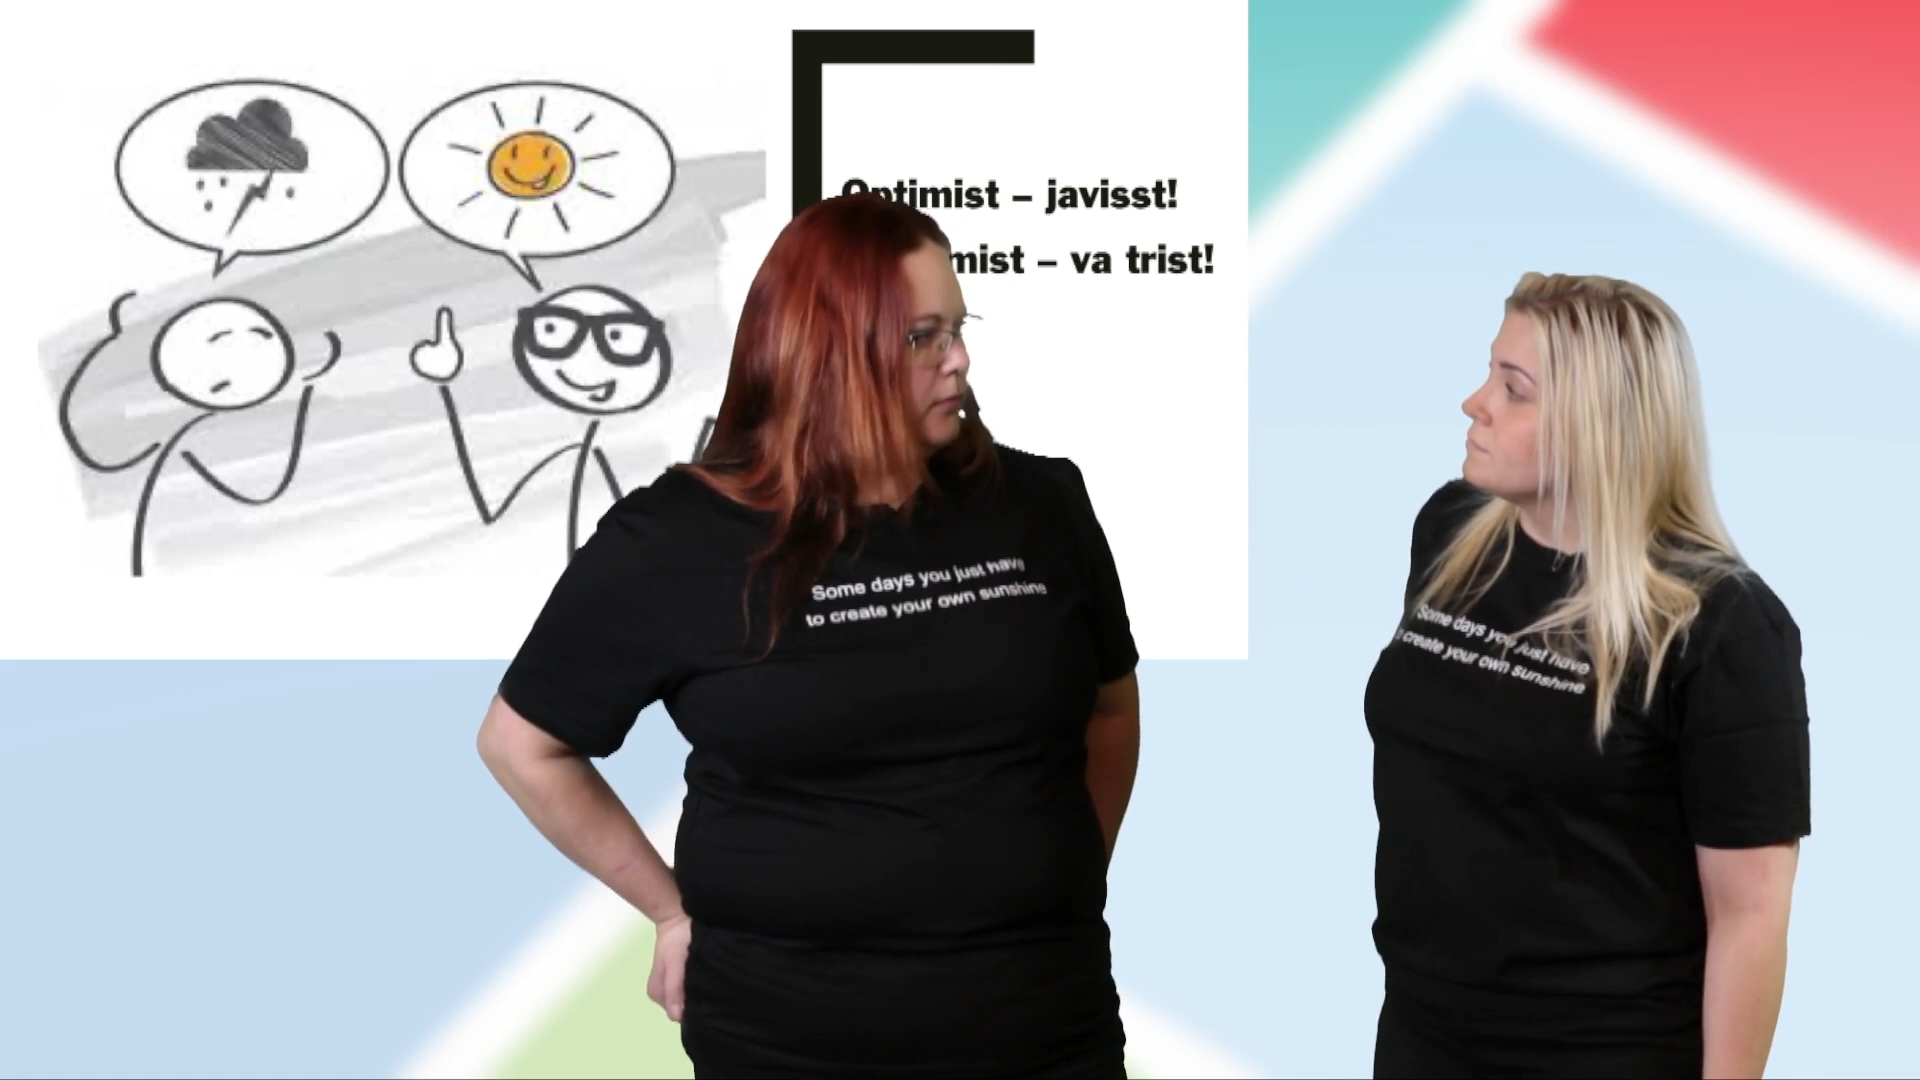 Optimist – javisst!
mist – va trist!
Some days you just have
to create your own sunshine
Some days you just have
create your own sunshine